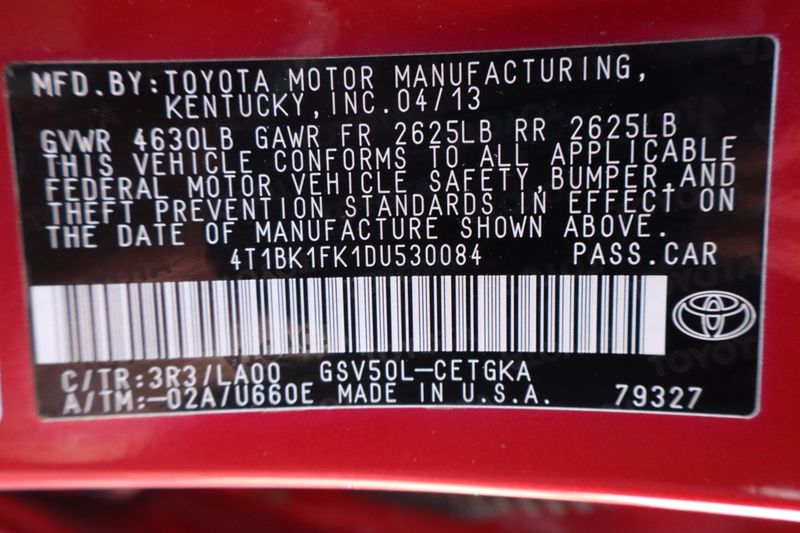 MFD.BY:TOYOTA MOTOR MANUFACTURING,
KENTUCKY,INC.04/13
GVWR 4630LB GAWR FR 2625LB RR 2625LB
THIS VEHICLE CONFORMS TO ALL APPLICABLE
FEDERAL MOTOR VEHICLE SAFETY,BUMPER,AND
THEFT PREVENTION STANDARDS IN EFFECT ON
THE DATE OF MANUFACTURE SHOWN ABOVE.
4T1BK1FK1DU530084 PASS.CAR
C/TR:3R3/LA00 GSV50L-CETGKA
A/TM:-02A/U660E MADE IN U.S.A. 79327